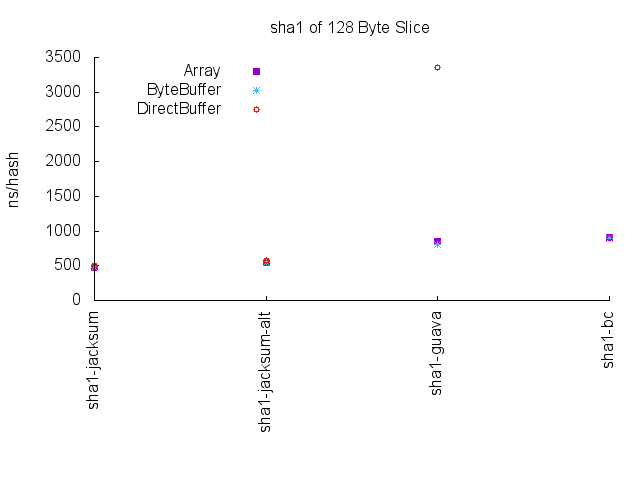 sha1 of 128 Byte Slice
3500
3000
2500
2000
1500
1000
500
0
ns/hash
Array
ByteBuffer
DirectBuffer
sha1-jacksum
sha1-jacksum-alt
sha1-guava
sha1-bc